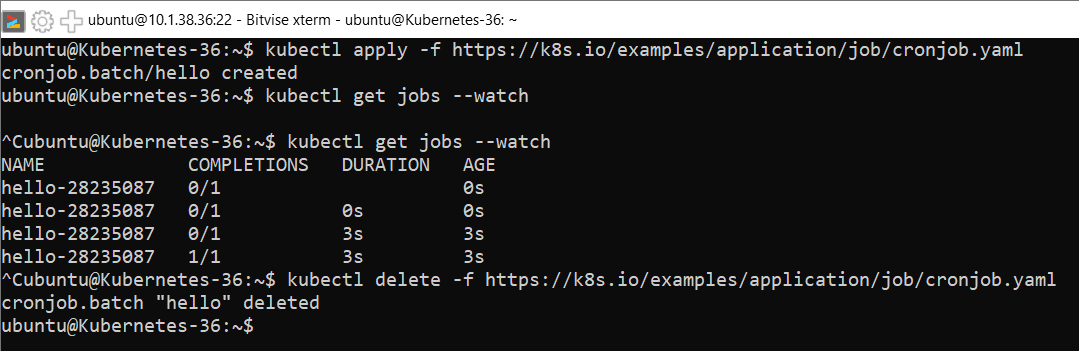 ubuntu@10.1.38.36:22 - Bitvise xterm - ubuntu@Kubernetes-36: ~
ubuntu@Kubernetes-36:~$ kubectl apply -f https://k8s.io/examples/application/job/cronjob.yaml
cronjob.batch/hello created
ubuntu@Kubernetes-36:~$ kubectl get jobs --watch
^Cubuntu@Kubernetes-36:~$ kubectl get jobs --watch
NAME COMPLETIONS DURATION AGE
hello-28235087 0/1 0s
hello-28235087 0/1 0s 0s
hello-28235087 0/1 3s 3s
hello-28235087 1/1 3s 3s
^Cubuntu@Kubernetes-36:~$ kubectl delete -f https://k8s.io/examples/application/job/cronjob.yaml
cronjob.batch "hello" deleted
ubuntu@Kubernetes-36:~$